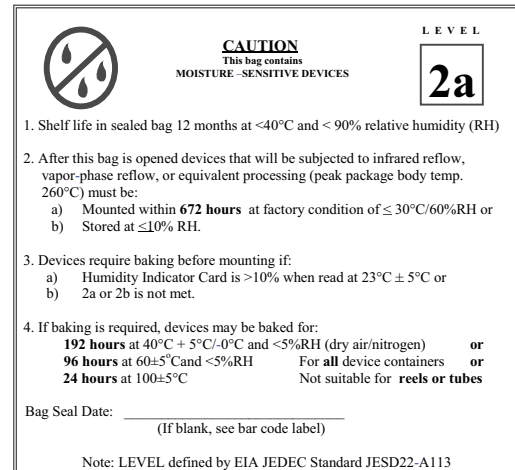 LEVEL
CAUTION
This bag contains
MOISTURE –SENSITIVE DEVICES
2a
1. Shelf life in sealed bag 12 months at <40°C and < 90% relative humidity (RH)
2. After this bag is opened devices that will be subjected to infrared reflow,
vapor-phase reflow, or equivalent processing (peak package body temp.
260°C) must be:
a) Mounted within 672 hours at factory condition of ≤ 30°C/60%RH or
b) Stored at ≤10% RH.
3. Devices require baking before mounting if:
a) Humidity Indicator Card is >10% when read at 23°C ± 5°C or
b) 2a or 2b is not met.
4. If baking is required, devices may be baked for:
192 hours at 40°C + 5°C/-0°C and <5%RH (dry air/nitrogen) or
96 hours at 60±5°Cand <5%RH For all device containers or
24 hours at 100±5°C Not suitable for reels or tubes
Bag Seal Date: ____________________________
(If blank, see bar code label)
Note: LEVEL defined by EIA JEDEC Standard JESD22-A113